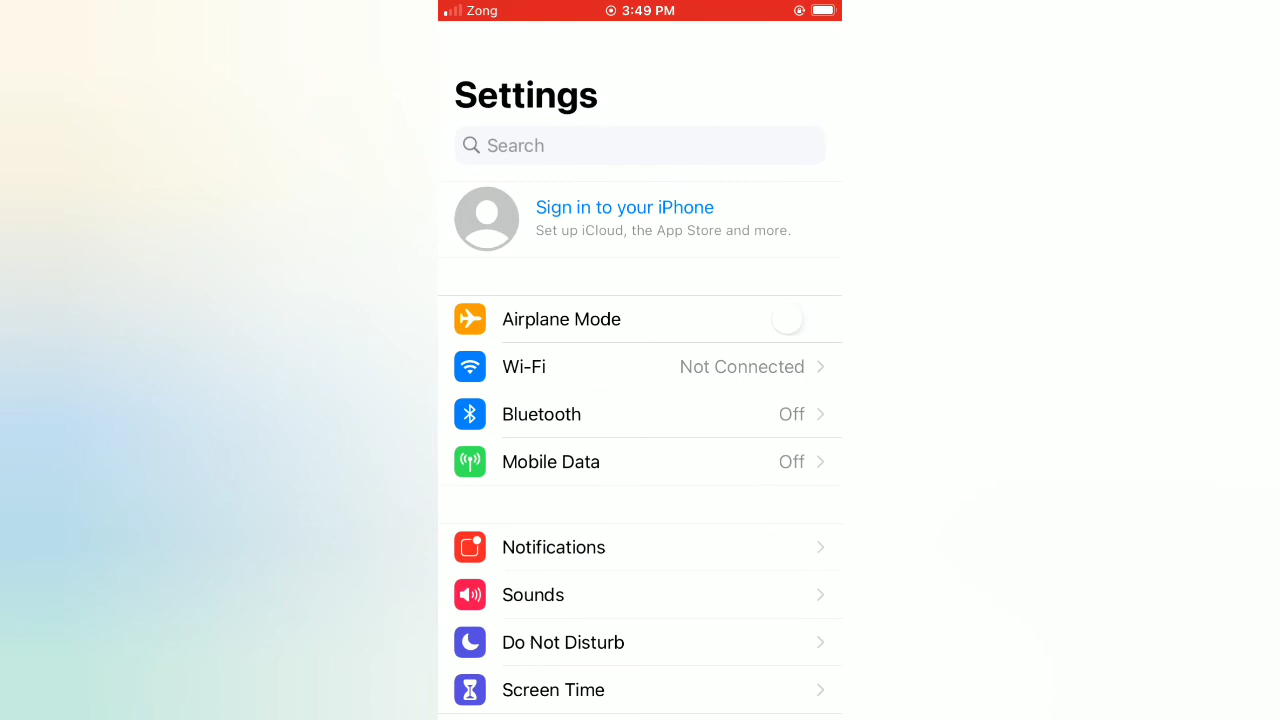 Zong 3:49 PM
Settings
Search
Sign in to your iPhone
Set up iCloud, the App Store and more.
Airplane Mode
Wi-Fi Not Connected
Bluetooth Off
Mobile Data Off
Notifications
Sounds
Do Not Disturb
Screen Time